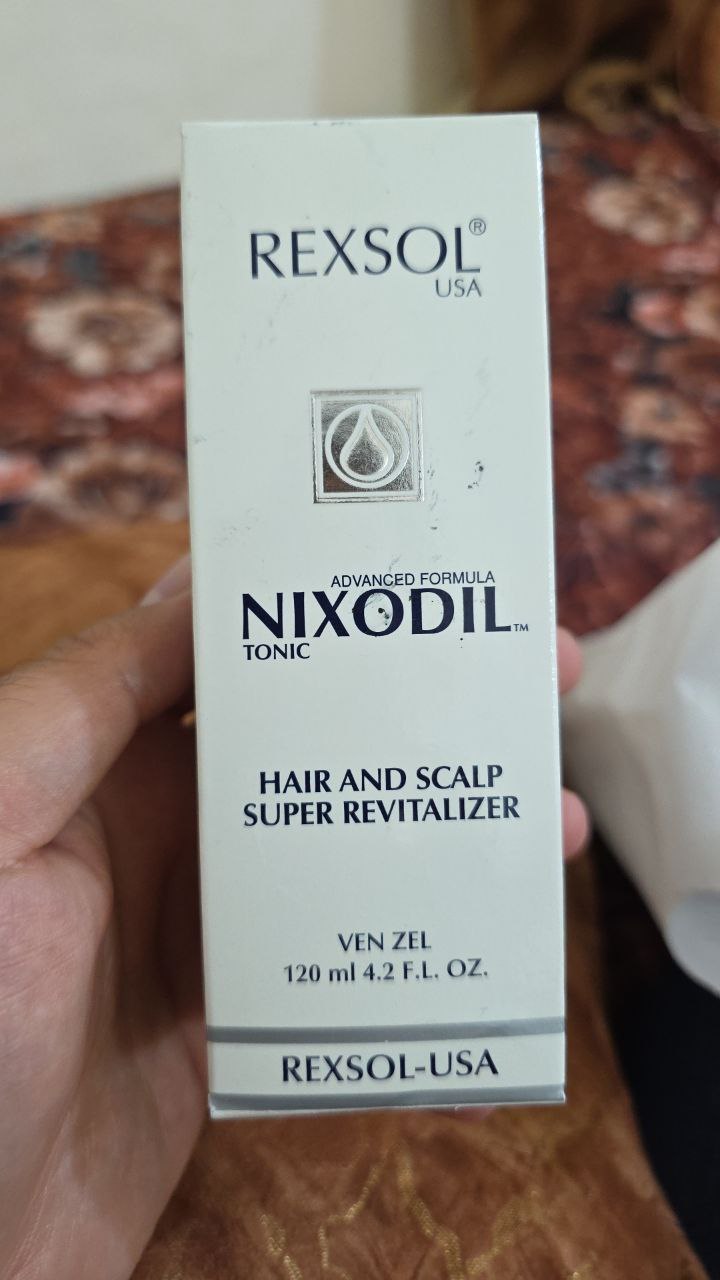 REXSOL®
USA
ADVANCED FORMULA
NIXODIL™
TONIC
HAIR AND SCALP
SUPER REVITALIZER
VEN ZEL
120 ml 4.2 F.L. OZ.
REXSOL-USA